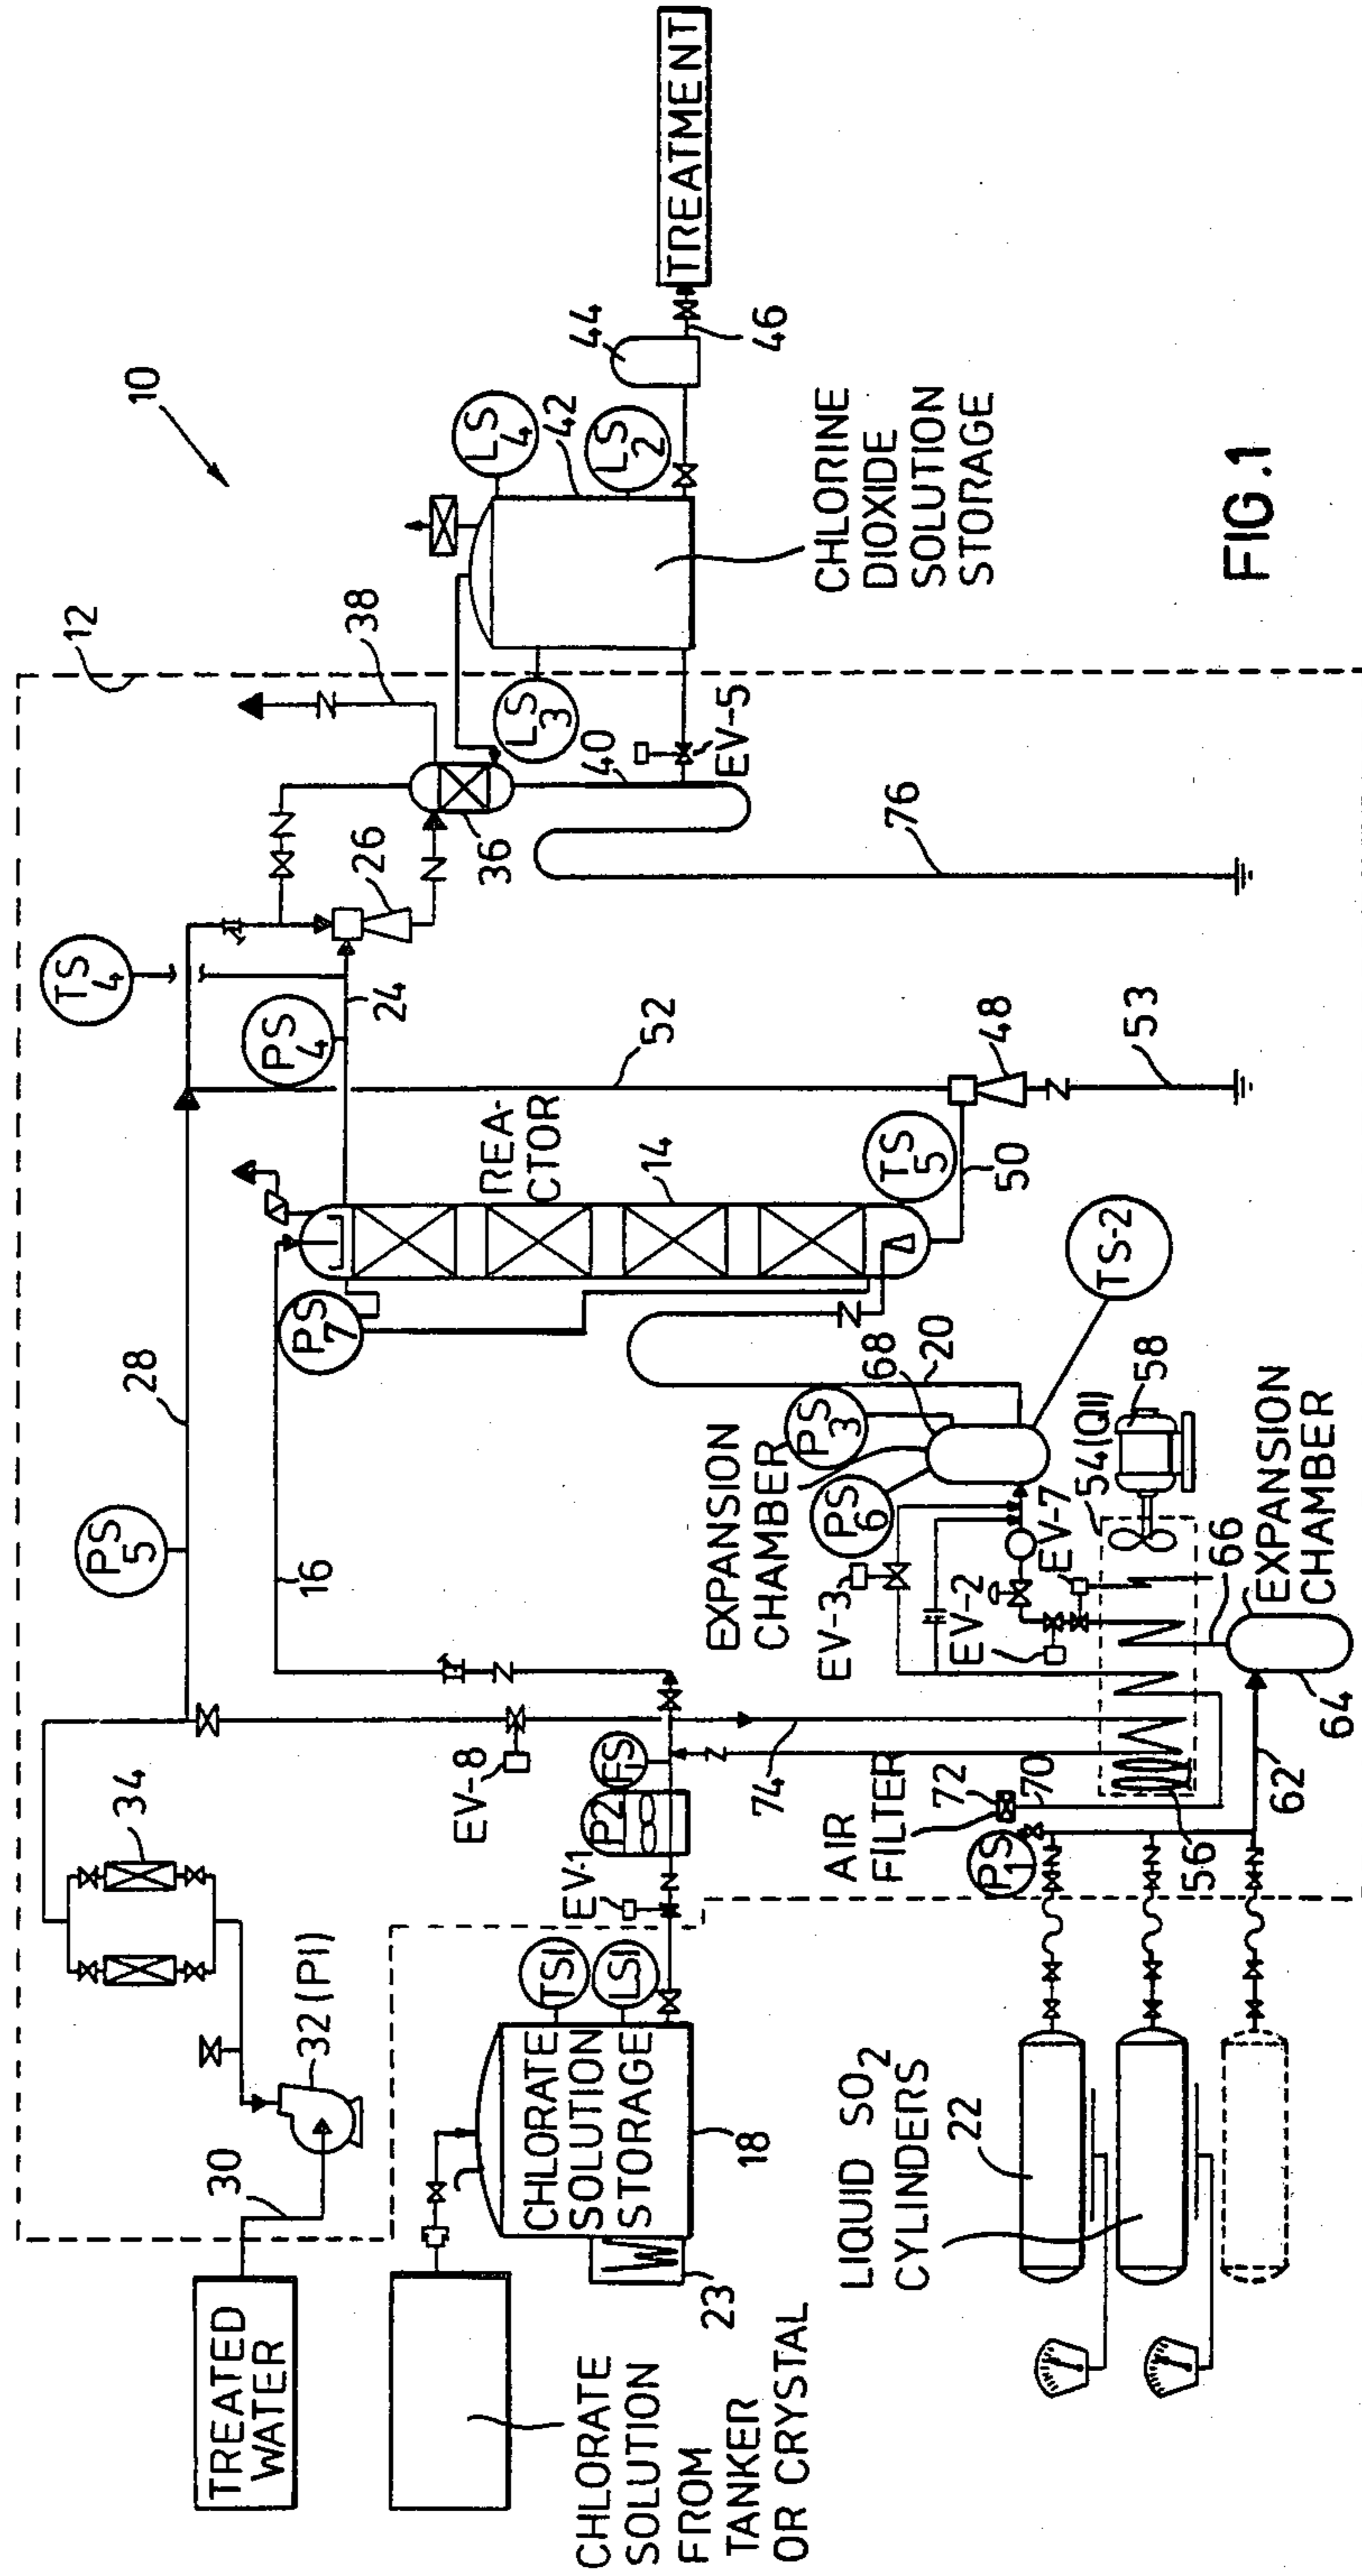 10
12
TREATED
WATER
30
32(PI)
34
PS
5
28
TS
4
PS
4
24
26
36
38
40
LS
3
LS
4
42
LS
2
44
46
TREATMENT
CHLORINE
DIOXIDE
SOLUTION
STORAGE
EV-5
76
CHLORATE
SOLUTION
FROM
TANKER
OR CRYSTAL
CHLORATE
SOLUTION
STORAGE
18
23
TSI
LSI
EV-1
P2
FS
1
EV-8
16
PS
7
REA-
CTOR
14
52
TS
5
50
48
53
74
AIR
FILTER
72
70
PS
1
EXPANSION
CHAMBER
PS
3
PS
6
68
20
TS-2
EV-3
EV-2
EV-7
54(QI)
58
56
66
62
64
EXPANSION
CHAMBER
LIQUID SO2
CYLINDERS
22
FIG.1